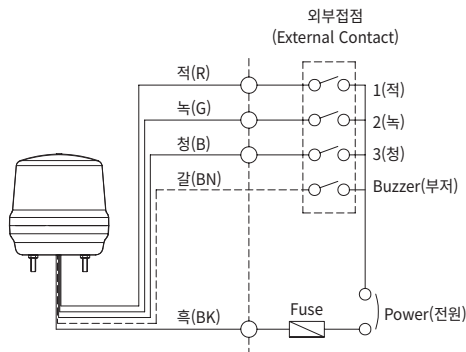 외부접점
(External Contact)
적(R)
1(적)
녹(G)
2(녹)
청(B)
3(청)
갈(BN)
Buzzer(부저)
흑(BK)
Fuse
Power(전원)